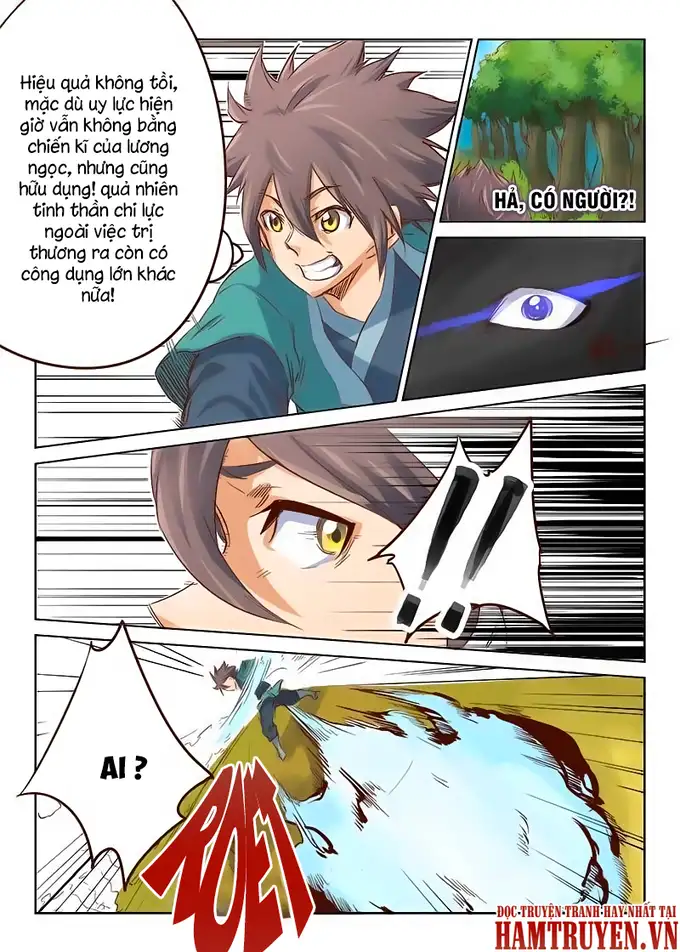 Hiệu quả không tồi,
mặc dù uy lực hiện
giờ vẫn không bằng
chiến kĩ của lương
ngọc, nhưng cũng
hữu dụng! quả nhiên
tinh thần chi lực
ngoài việc trị
thương ra còn có
công dụng lớn khác
nữa!
HẢ, CÓ NGƯỜI?!
!!
AI ?
ROET
ĐỌC TRUYỆN TRANH HAY NHẤT TẠI
HAMTRUYEN.VN